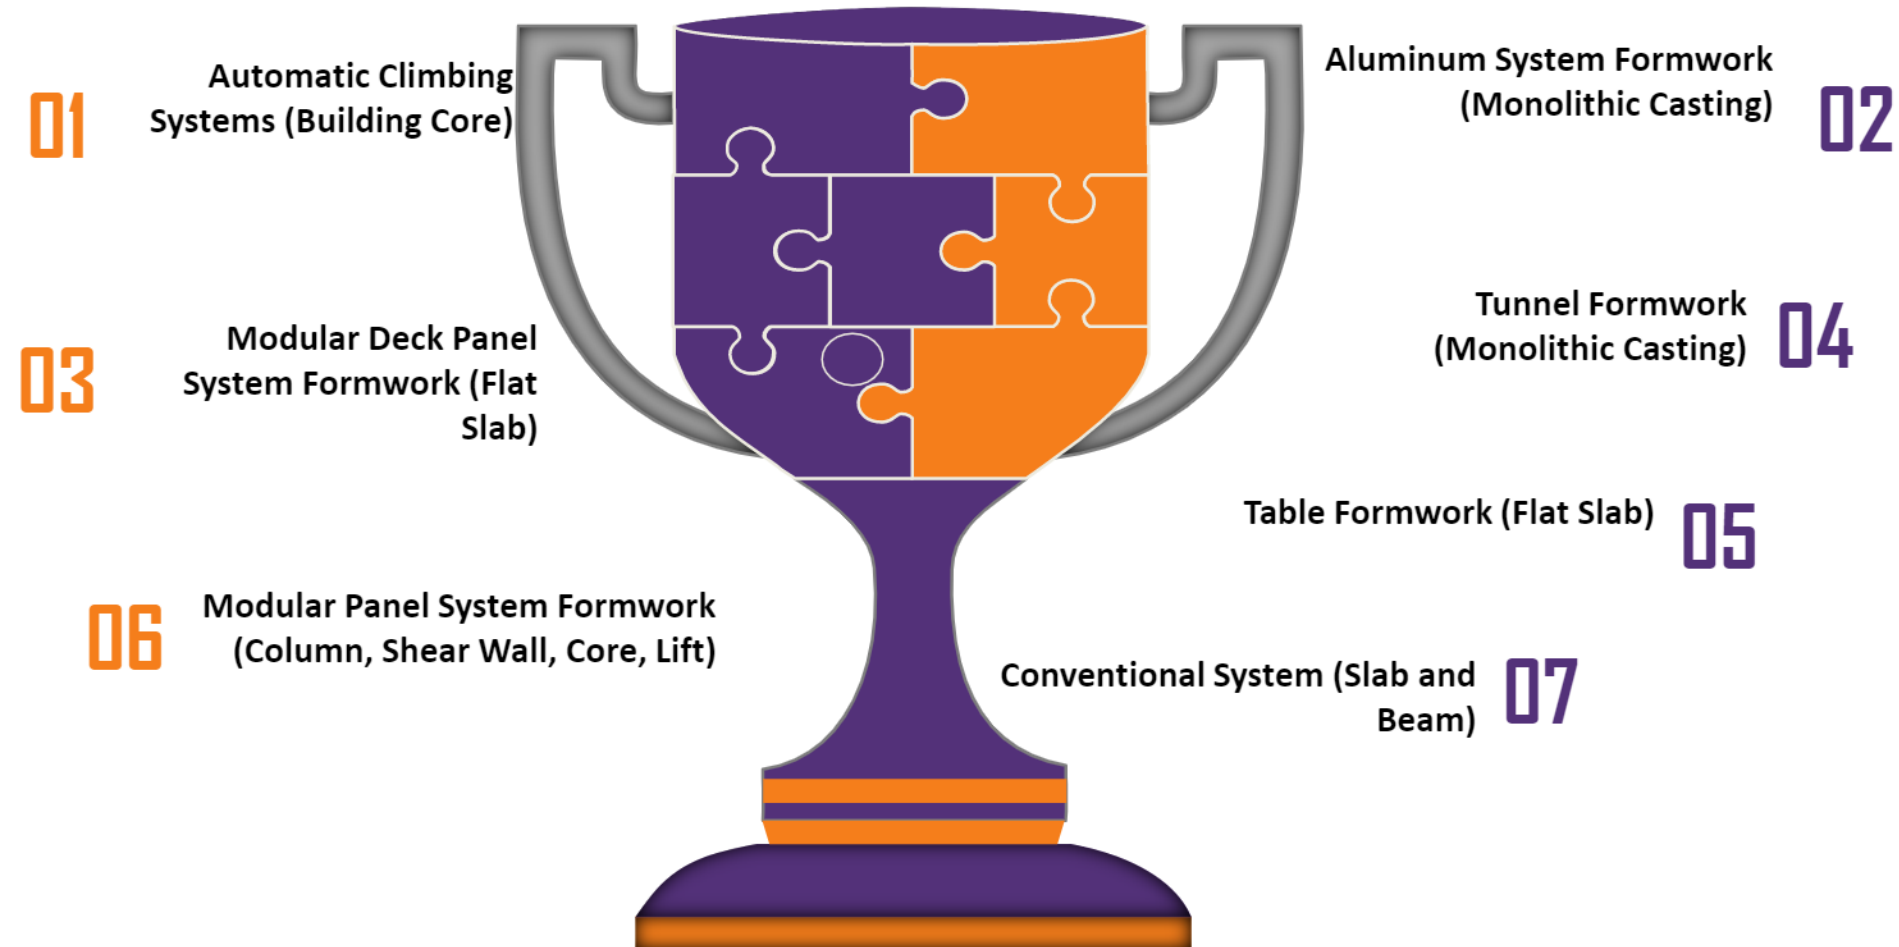 01
Automatic Climbing
Systems (Building Core)
Aluminum System Formwork
(Monolithic Casting)
02
03
Modular Deck Panel
System Formwork (Flat
Slab)
Tunnel Formwork
(Monolithic Casting)
04
Table Formwork (Flat Slab)
05
06
Modular Panel System Formwork
(Column, Shear Wall, Core, Lift)
Conventional System (Slab and
Beam)
07